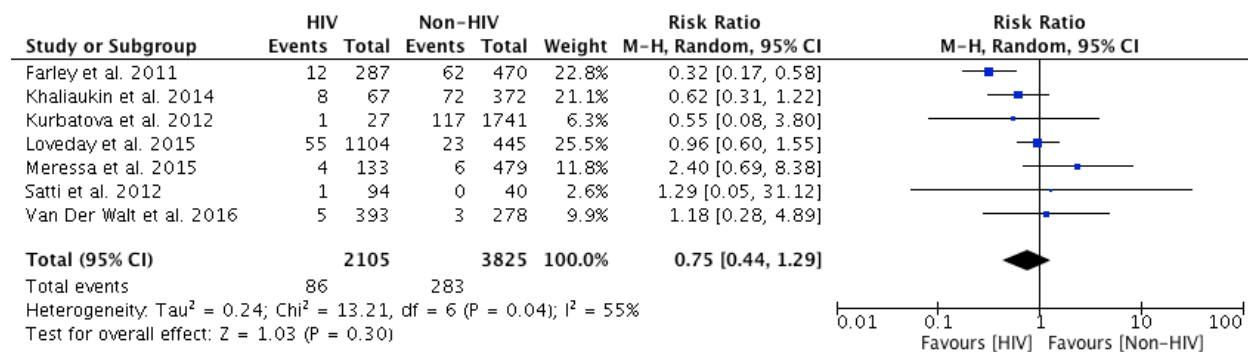 HIV Non-HIV Risk Ratio Risk Ratio
Study or Subgroup Events Total Events Total Weight M-H, Random, 95% CI M-H, Random, 95% CI
Farley et al. 2011 12 287 62 470 22.8% 0.32 [0.17, 0.58]
Khaliaukin et al. 2014 8 67 72 372 21.1% 0.62 [0.31, 1.22]
Kurbatova et al. 2012 1 27 117 1741 6.3% 0.55 [0.08, 3.80]
Loveday et al. 2015 55 1104 23 445 25.5% 0.96 [0.60, 1.55]
Meressa et al. 2015 4 133 6 479 11.8% 2.40 [0.69, 8.38]
Satti et al. 2012 1 94 0 40 2.6% 1.29 [0.05, 31.12]
Van Der Walt et al. 2016 5 393 3 278 9.9% 1.18 [0.28, 4.89]
Total (95% CI) 2105 3825 100.0% 0.75 [0.44, 1.29]
Total events 86 283
Heterogeneity: Tau² = 0.24; Chi² = 13.21, df = 6 (P = 0.04); I² = 55%
Test for overall effect: Z = 1.03 (P = 0.30)
0.01 0.1 1 10 100
Favours [HIV] Favours [Non-HIV]